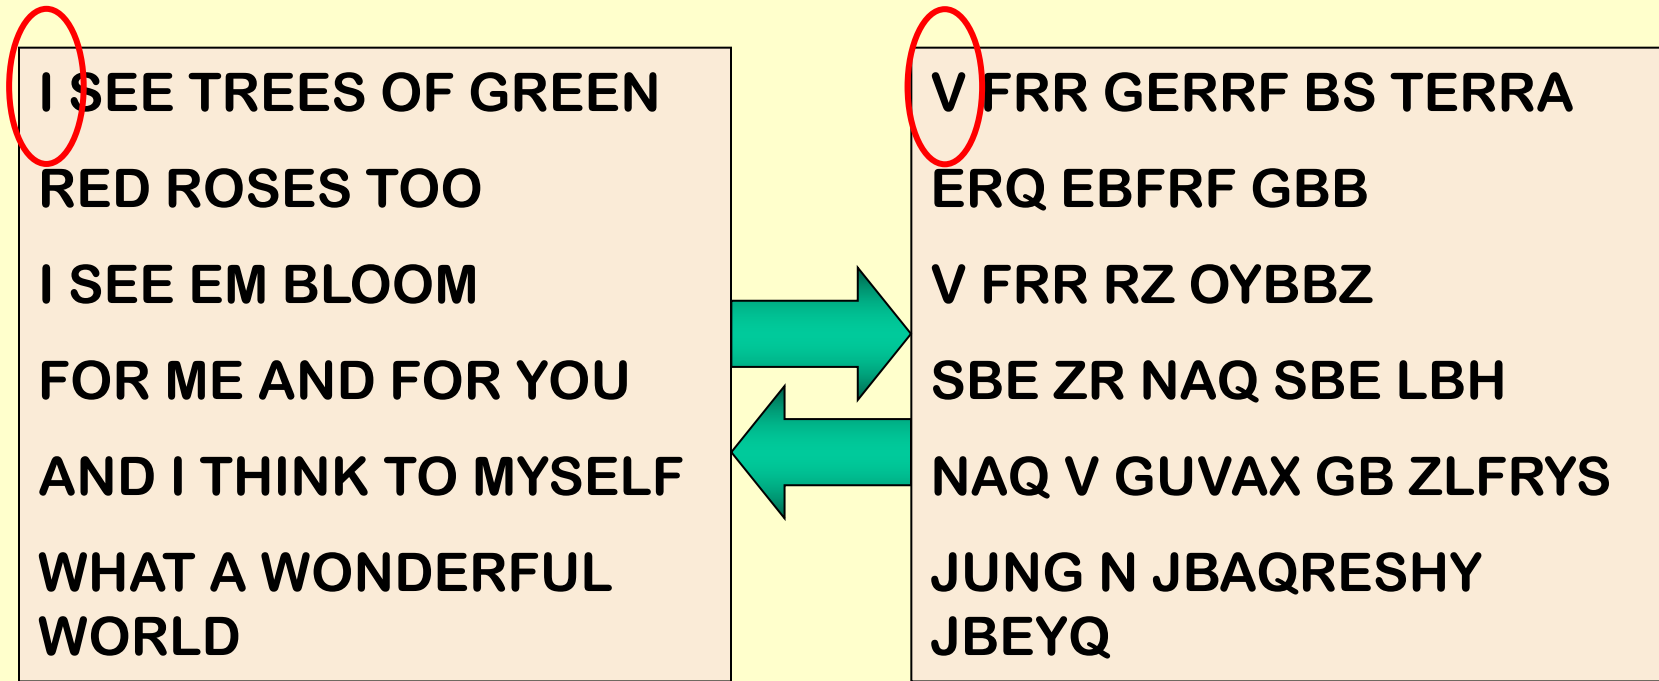 I SEE TREES OF GREEN
RED ROSES TOO
I SEE EM BLOOM
FOR ME AND FOR YOU
AND I THINK TO MYSELF
WHAT A WONDERFUL
WORLD
V FRR GERRF BS TERRA
ERQ EBFRF GBB
V FRR RZ OYBBZ
SBE ZR NAQ SBE LBH
NAQ V GUVAX GB ZLFRYS
JUNG N JBAQRESHY
JBEYQ